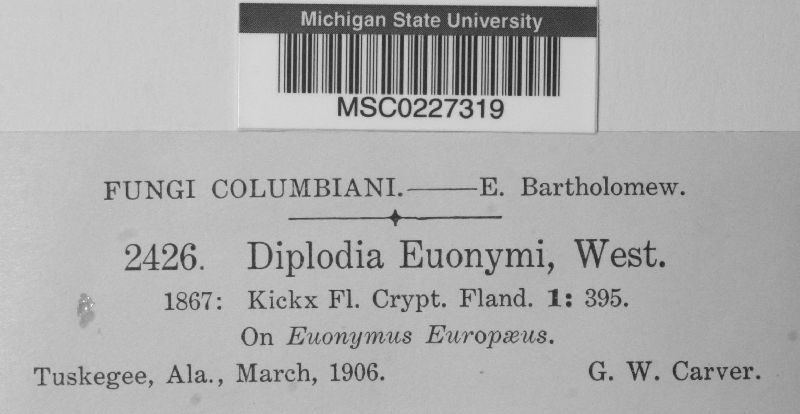 Michigan State University
MSC0227319
FUNGI COLUMBIANI.——E. Bartholomew.
2426. Diplodia Euonymi, West.
1867: Kickx Fl. Crypt. Fland. 1: 395.
On Euonymus Europæus.
Tuskegee, Ala., March, 1906. G. W. Carver.